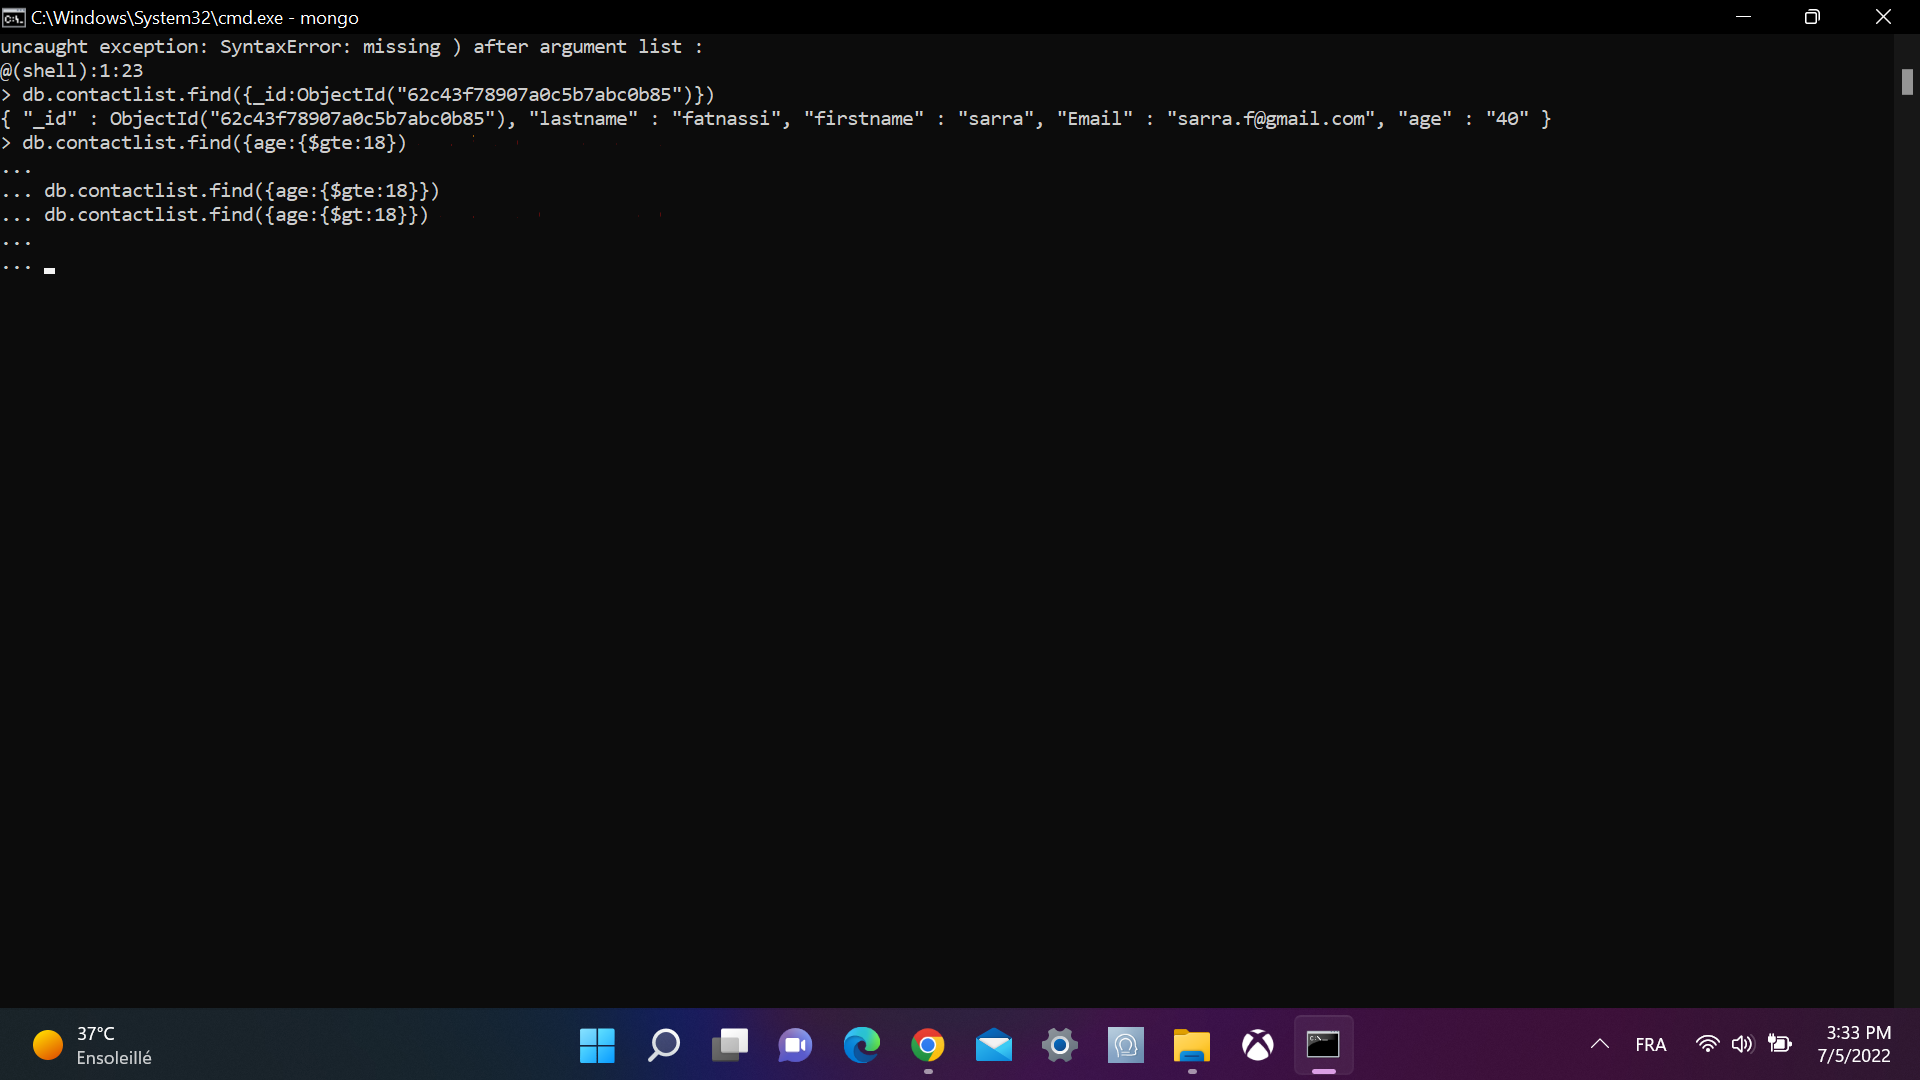 C:\Windows\System32\cmd.exe - mongo
uncaught exception: SyntaxError: missing ) after argument list :
@(shell):1:23
> db.contactlist.find({_id:ObjectId("62c43f78907a0c5b7abc0b85")})
{ "_id" : ObjectId("62c43f78907a0c5b7abc0b85"), "lastname" : "fatnassi", "firstname" : "sarra", "Email" : "sarra.f@gmail.com", "age" : "40" }
> db.contactlist.find({age:{$gte:18})
...
... db.contactlist.find({age:{$gte:18}})
... db.contactlist.find({age:{$gt:18}})
...
...
37°C
Ensoleillé
FRA
3:33 PM
7/5/2022